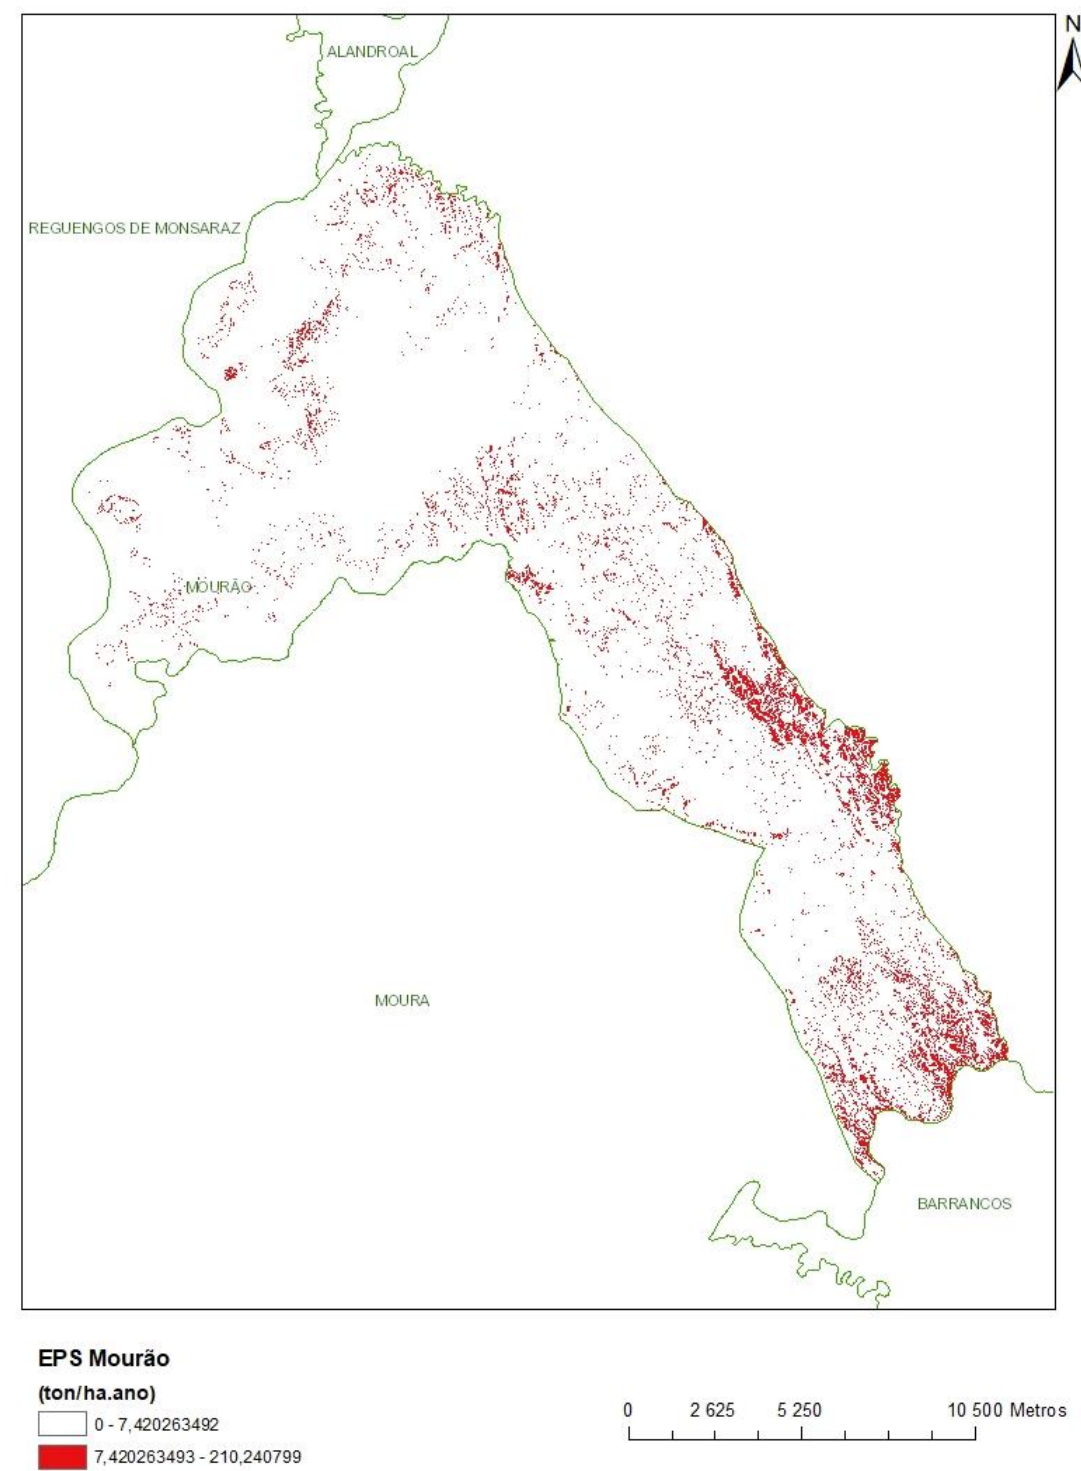 N
ALANDROAL
REGUENGOS DE MONSARAZ
MOURÃO
MOURA
BARRANCOS
EPS Mourão
(ton/ha.ano)
0 - 7,420263492
7,420263493 - 210,240799
0 2 625 5 250 10 500 Metros